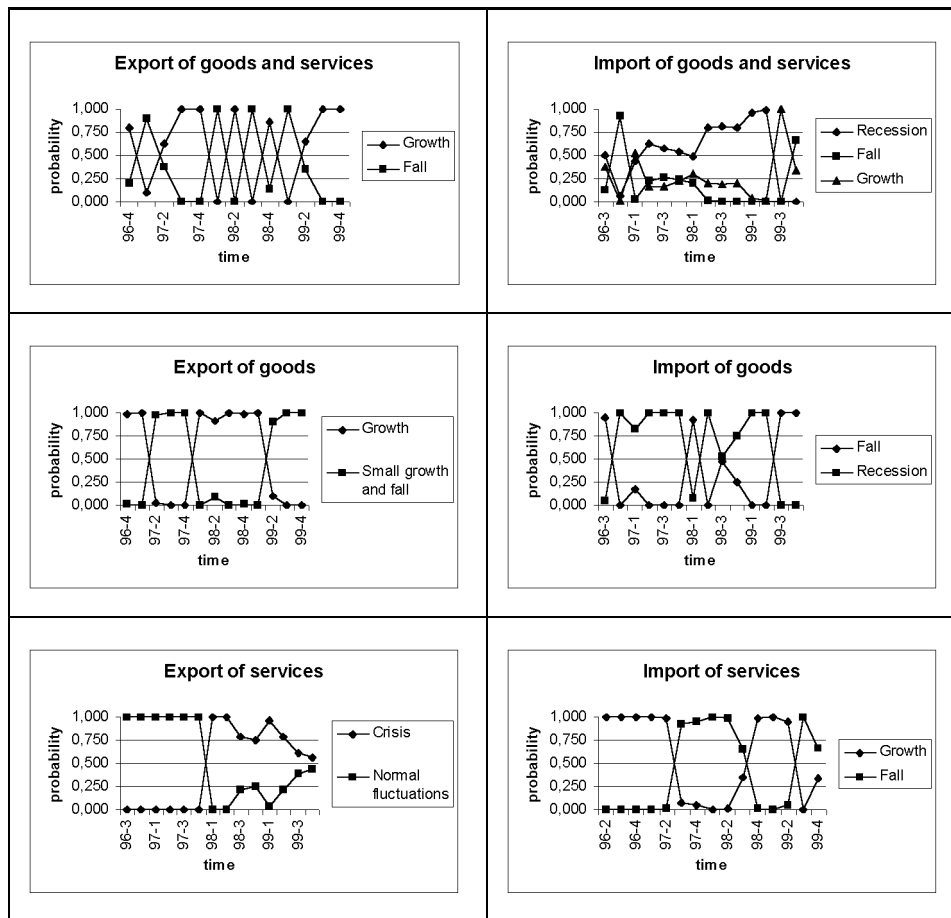 Export of goods and services
1,000
0,750
0,500
0,250
0,000
probability
96-4
97-2
97-4
98-2
98-4
99-2
99-4
time
Growth
Fall
Import of goods and services
1,000
0,750
0,500
0,250
0,000
probability
96-3
97-1
97-3
98-1
98-3
99-1
99-3
time
Recession
Fall
Growth
Export of goods
1,000
0,750
0,500
0,250
0,000
probability
96-4
97-2
97-4
98-2
98-4
99-2
99-4
time
Growth
Small growth
and fall
Import of goods
1,000
0,750
0,500
0,250
0,000
probability
96-3
97-1
97-3
98-1
98-3
99-1
99-3
time
Fall
Recession
Export of services
1,000
0,750
0,500
0,250
0,000
probability
96-3
97-1
97-3
98-1
98-3
99-1
99-3
time
Crisis
Normal
fluctuations
Import of services
1,000
0,750
0,500
0,250
0,000
probability
96-2
96-4
97-2
97-4
98-2
98-4
99-2
99-4
time
Growth
Fall